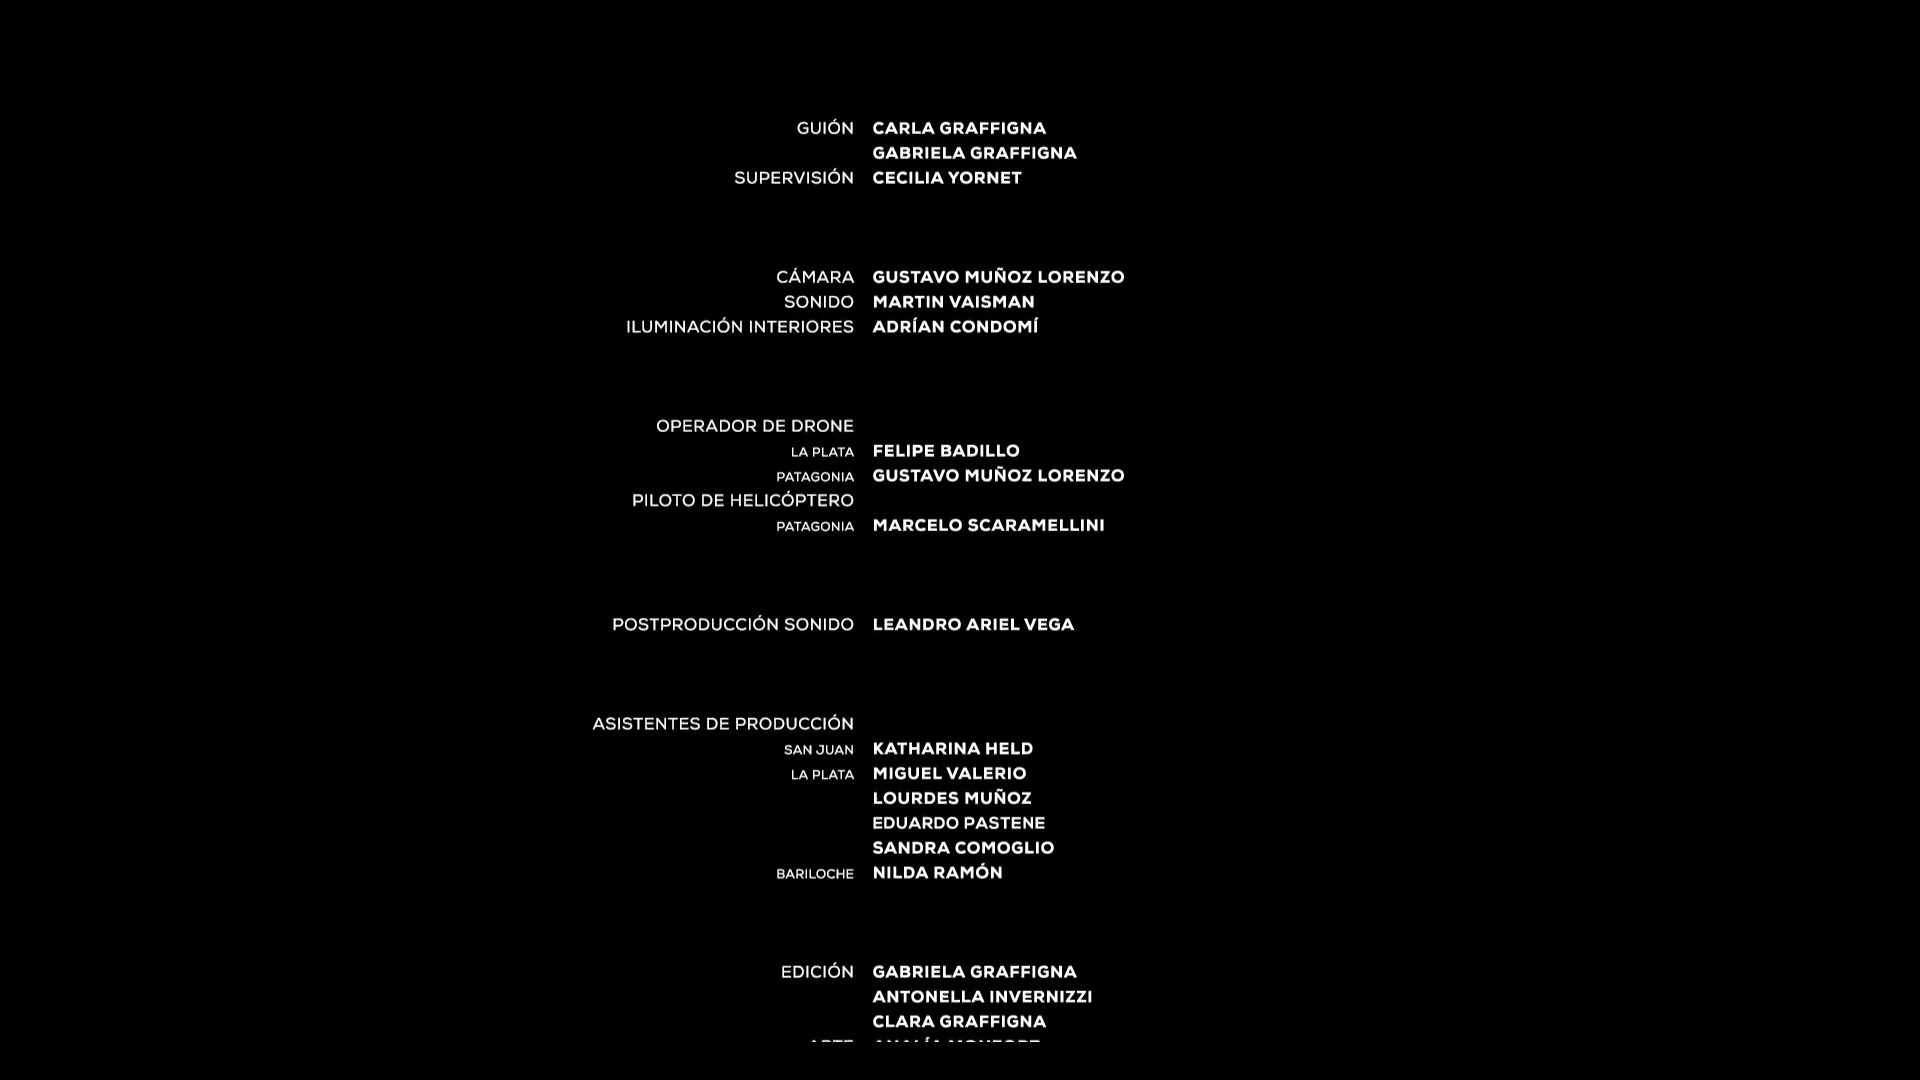 GUIÓN CARLA GRAFFIGNA
GABRIELA GRAFFIGNA
SUPERVISIÓN CECILIA YORNET
CÁMARA GUSTAVO MUÑOZ LORENZO
SONIDO MARTIN VAISMAN
ILUMINACIÓN INTERIORES ADRÍAN CONDOMÍ
OPERADOR DE DRONE
LA PLATA FELIPE BADILLO
PATAGONIA GUSTAVO MUÑOZ LORENZO
PILOTO DE HELICÓPTERO
PATAGONIA MARCELO SCARAMELLINI
POSTPRODUCCIÓN SONIDO LEANDRO ARIEL VEGA
ASISTENTES DE PRODUCCIÓN
SAN JUAN KATHARINA HELD
LA PLATA MIGUEL VALERIO
LOURDES MUÑOZ
EDUARDO PASTENE
SANDRA COMOGLIO
BARILOCHE NILDA RAMÓN
EDICIÓN GABRIELA GRAFFIGNA
ANTONELLA INVERNIZZI
CLARA GRAFFIGNA